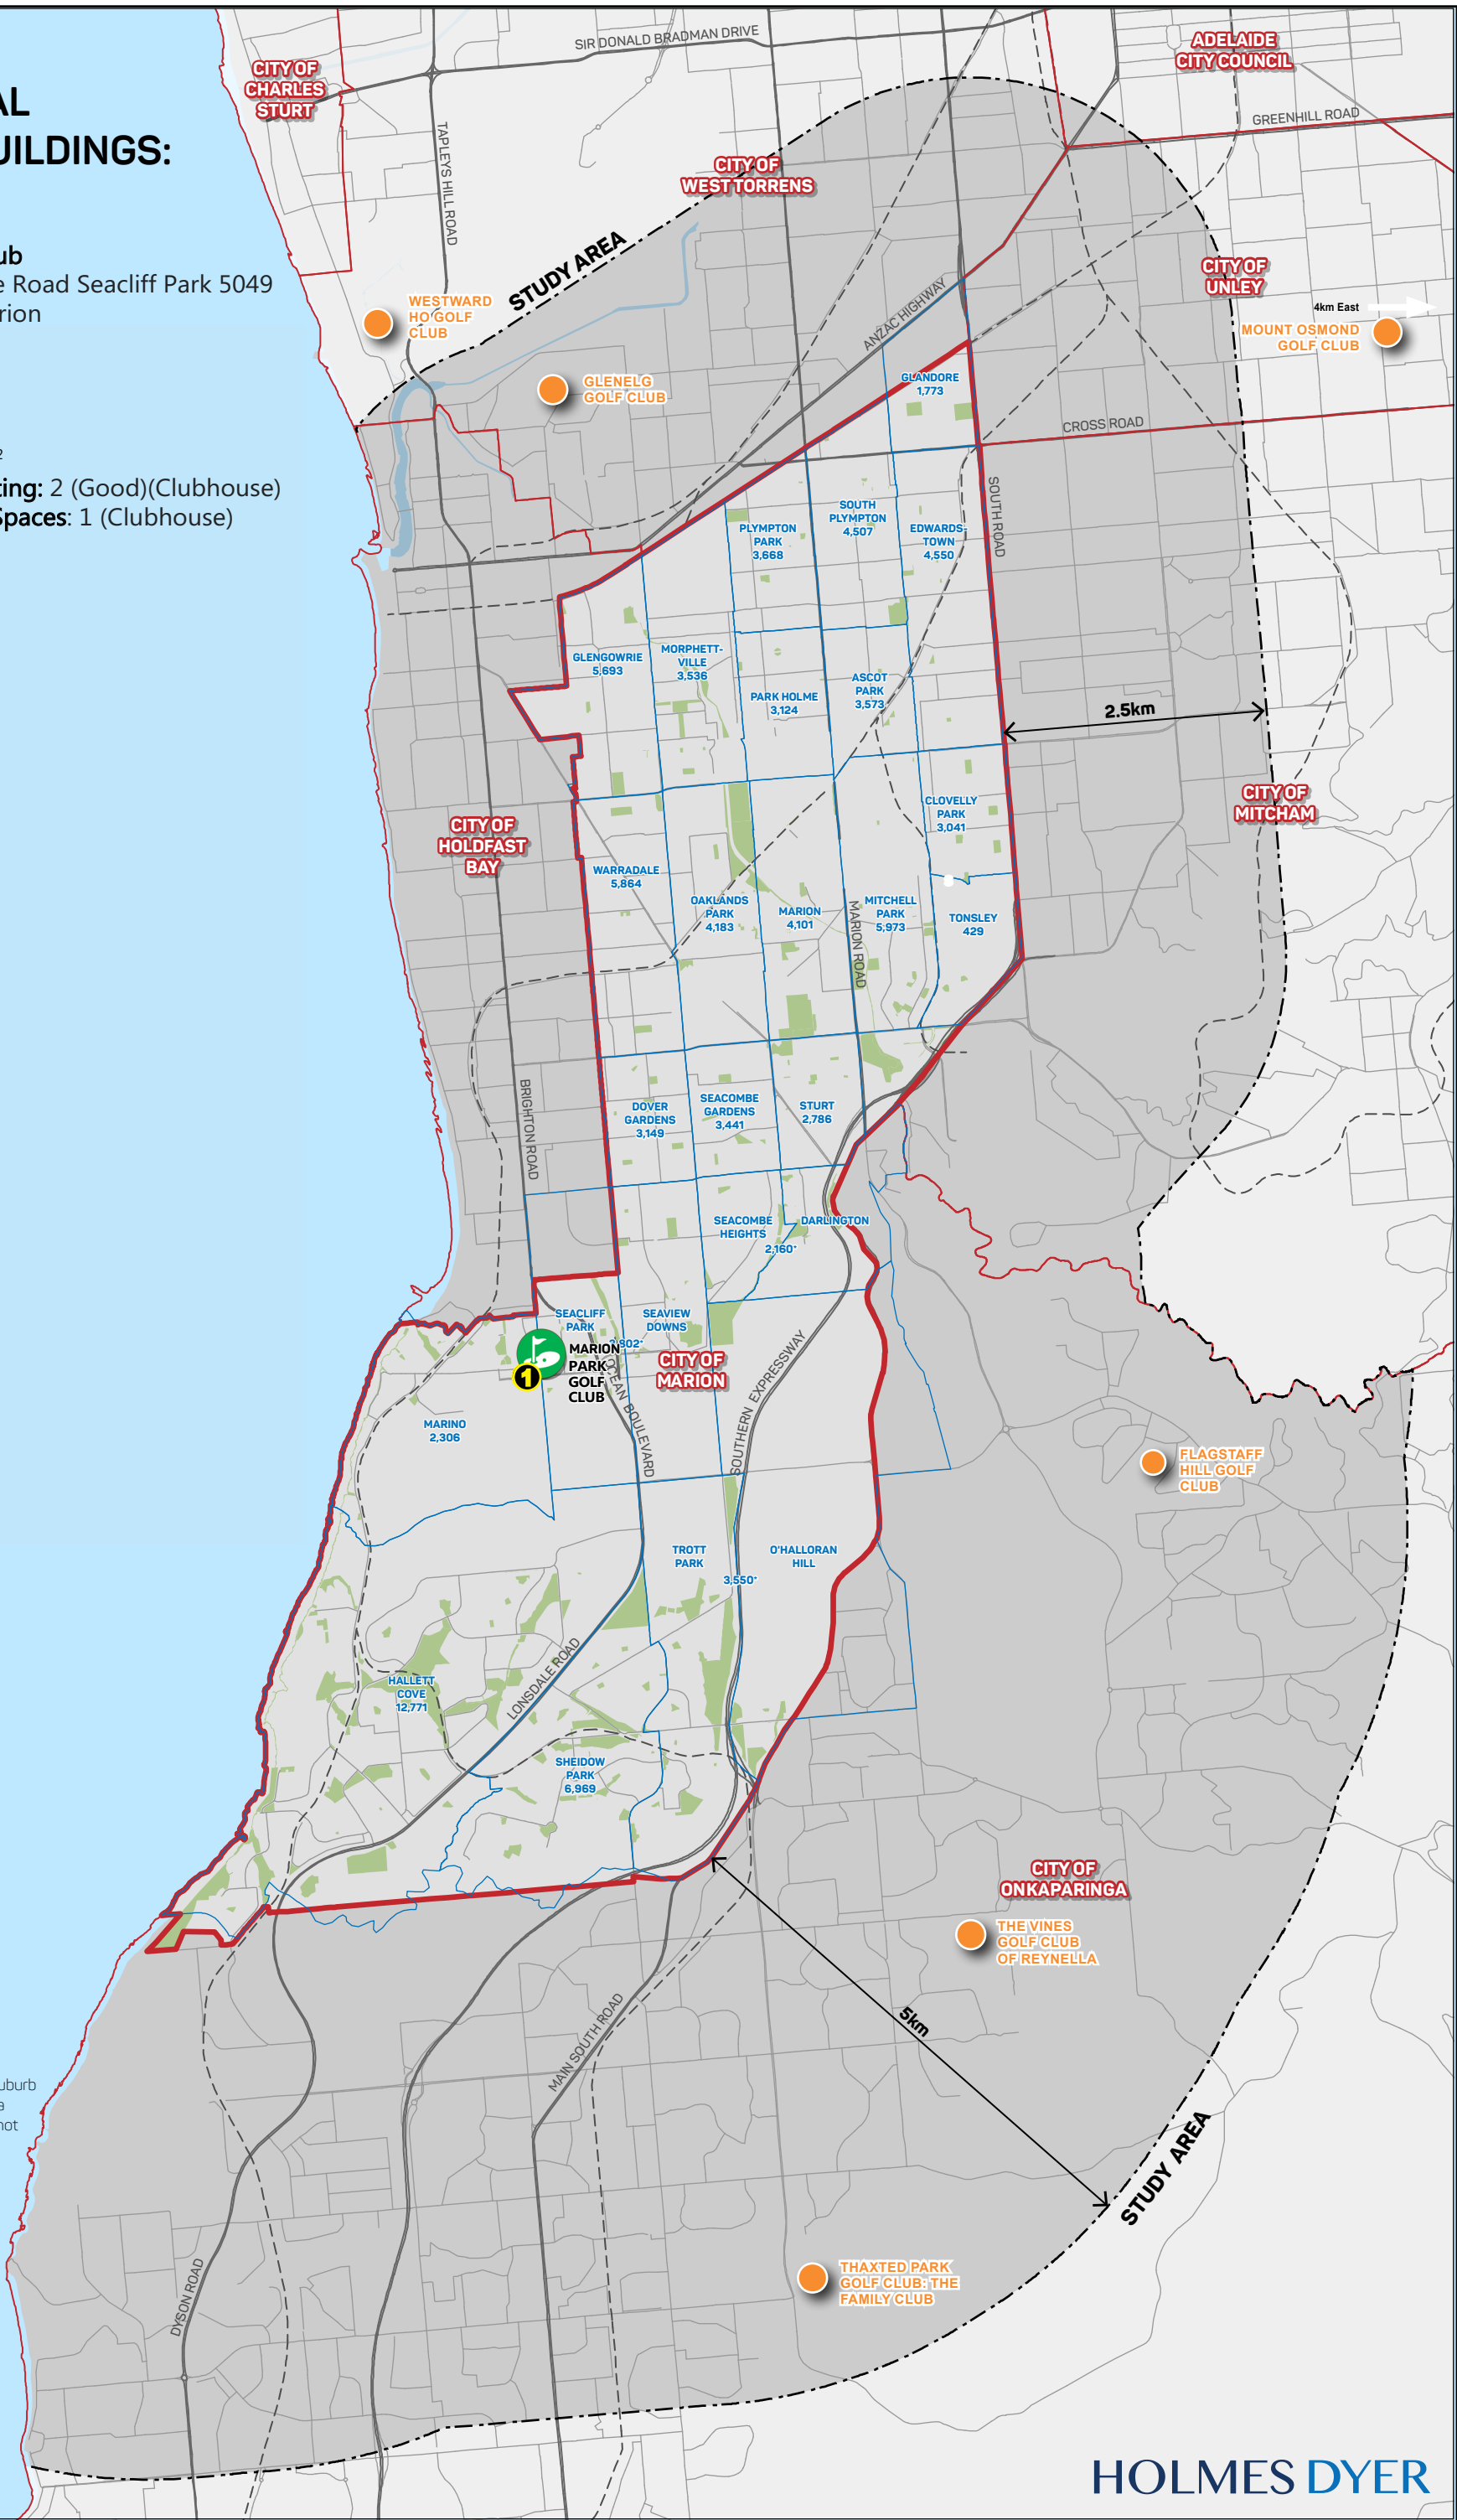 AL
UILDINGS:
ub
e Road Seacliff Park 5049
rion
2
ting: 2 (Good)(Clubhouse)
Spaces: 1 (Clubhouse)
SIR DONALD BRADMAN DRIVE
ADELAIDE
CITY COUNCIL
CITY OF
CHARLES
STURT
TAPLEYS HILL ROAD
GREENHILL ROAD
CITY OF
WEST TORRENS
STUDY AREA
CITY OF
UNLEY
WESTWARD
HO GOLF
CLUB
4km East
MOUNT OSMOND
GOLF CLUB
ANZAC HIGHWAY
GLENELG
GOLF CLUB
GLANDORE
1,773
CROSS ROAD
SOUTH ROAD
PLYMPTON
PARK
3,668
SOUTH
PLYMPTON
4,507
EDWARDS-
TOWN
4,550
GLENGOWRIE
5,693
MORPHETT-
VILLE
3,536
PARK HOLME
3,124
ASCOT
PARK
3,573
2.5km
CITY OF
MITCHAM
CITY OF
HOLDFAST
BAY
CLOVELLY
PARK
3,041
WARRADALE
5,864
OAKLANDS
PARK
4,183
MARION
4,101
MARION ROAD
MITCHELL
PARK
5,973
TONSLEY
429
BRIGHTON ROAD
DOVER
GARDENS
3,149
SEACOMBE
GARDENS
3,441
STURT
2,786
SEACOMBE
HEIGHTS
DARLINGTON
2,160*
SEACLIFF
PARK
SEAVIEW
DOWNS
802*
1
MARION
PARK
GOLF
CLUB
CITY OF
MARION
OCEAN BOULEVARD
SOUTHERN EXPRESSWAY
MARINO
2,306
FLAGSTAFF
HILL GOLF
CLUB
TROTT
PARK
O'HALLORAN
HILL
3,550*
HALLETT
COVE
12,771
LONSDALE ROAD
SHEIDOW
PARK
6,969
CITY OF
ONKAPARINGA
THE VINES
GOLF CLUB
OF REYNELLA
5km
MAIN SOUTH ROAD
uburb
a
not
STUDY AREA
DYSON ROAD
THAXTED PARK
GOLF CLUB: THE
FAMILY CLUB
HOLMES DYER